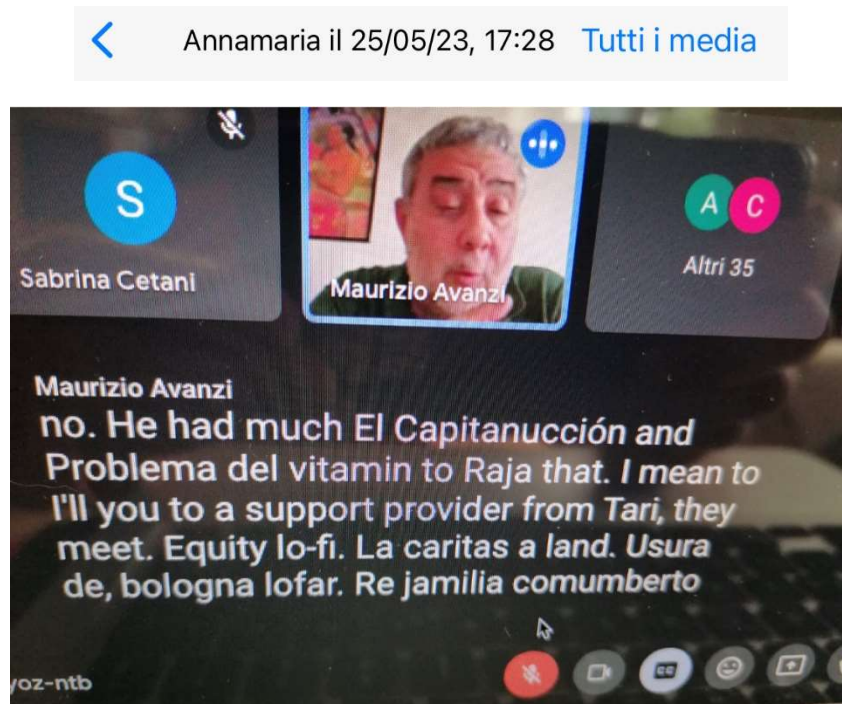 Annamaria il 25/05/23, 17:28 Tutti i media
S
Sabrina Cetani
Maurizio Avanzi
A C
Altri 35
Maurizio Avanzi
no. He had much El Capitanucción and
Problema del vitamin to Raja that. I mean to
I'll you to a support provider from Tari, they
meet. Equity lo-fi. La caritas a land. Usura
de, bologna lofar. Re jamilia comumberto
CC
oz-ntb